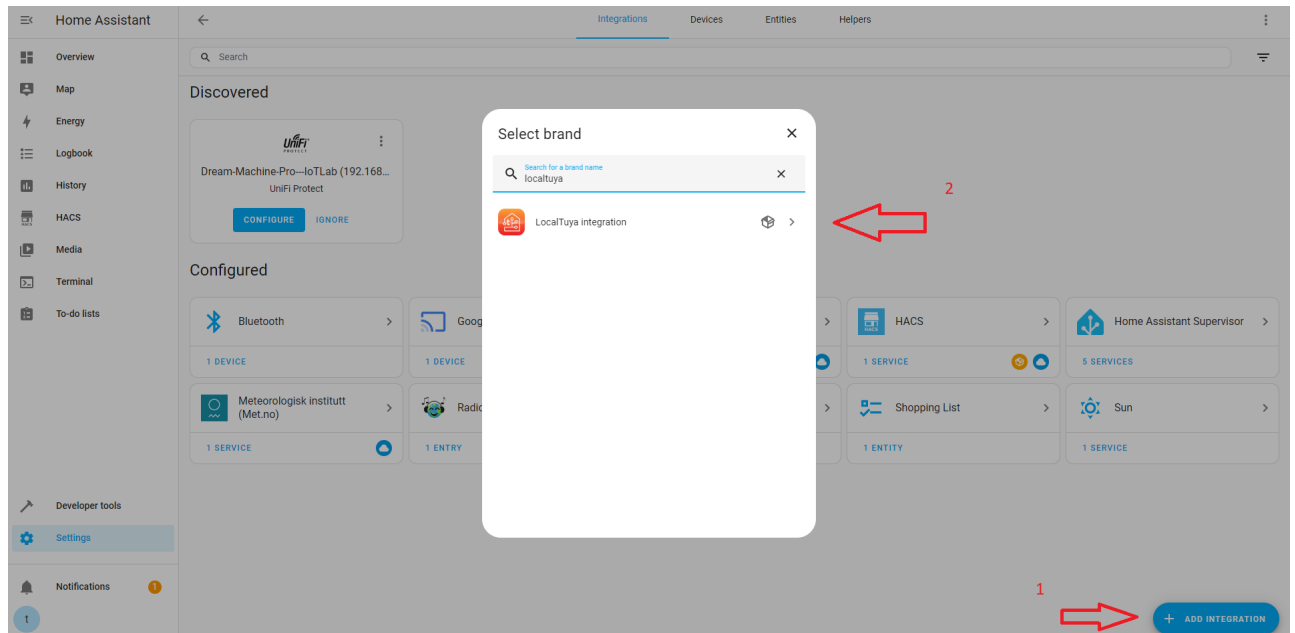 Home Assistant
Integrations
Devices
Entities
Helpers
Overview
Map
Energy
Logbook
History
HACS
Media
Terminal
To-do lists
Developer tools
Settings
Notifications
1
t
Search
Discovered
UniFi
PROTECT
Dream-Machine-Pro---IoTLab (192.168...
UniFi Protect
CONFIGURE
IGNORE
Configured
Bluetooth
1 DEVICE
Goog
1 DEVICE
HACS
HACS
1 SERVICE
Home Assistant Supervisor
5 SERVICES
Meteorologisk institutt
(Met.no)
1 SERVICE
Radio
1 ENTRY
Shopping List
1 ENTITY
Sun
1 SERVICE
Select brand
Search for a brand name
localtuya
LocalTuya integration
2
1
ADD INTEGRATION